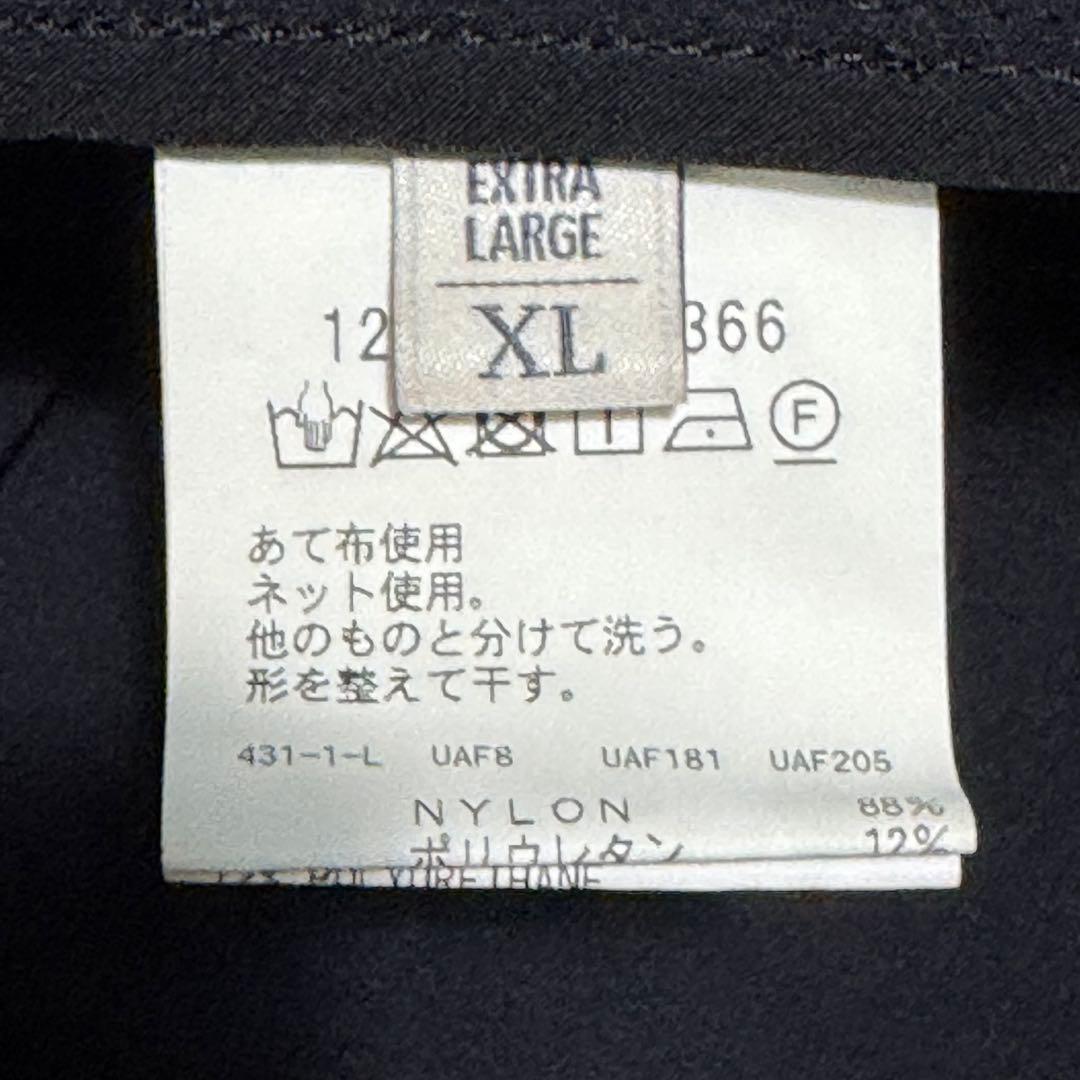 EXTRA
LARGE
XL
12 366
F
あて布使用
ネット使用。
他のものと分けて洗う。
形を整えて干す。
431-1-L UAF8 UAF181 UAF205
NYLON 88%
ポリウレタン 12%
12% POLYURETHANE